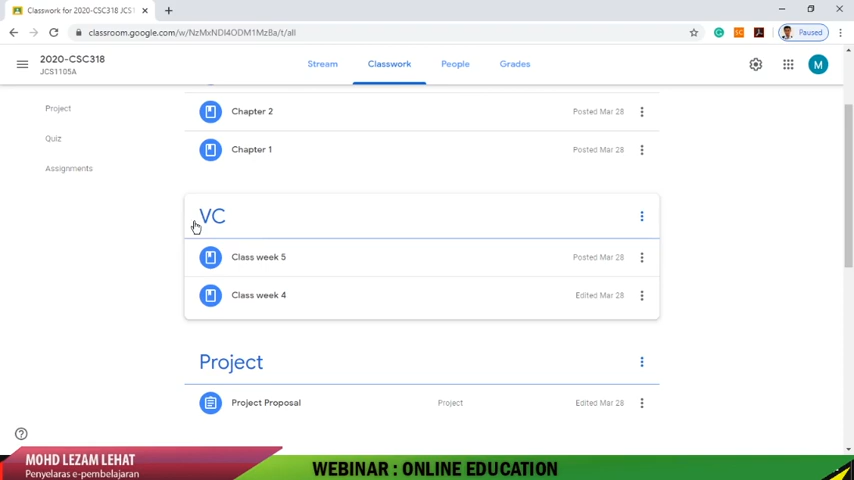 Classwork for 2020-CSC318 JCS1
classroom.google.com/w/NzMxNDI4ODM1MzBa/t/all
Paused
2020-CSC318
JCS1105A
Stream
Classwork
People
Grades
M
Project
Quiz
Assignments
Chapter 2
Posted Mar 28
Chapter 1
Posted Mar 28
VC
Class week 5
Posted Mar 28
Class week 4
Edited Mar 28
Project
Project Proposal
Project
Edited Mar 28
MOHD LEZAM LEHAT
Penyelaras e-pembelajaran
WEBINAR : ONLINE EDUCATION